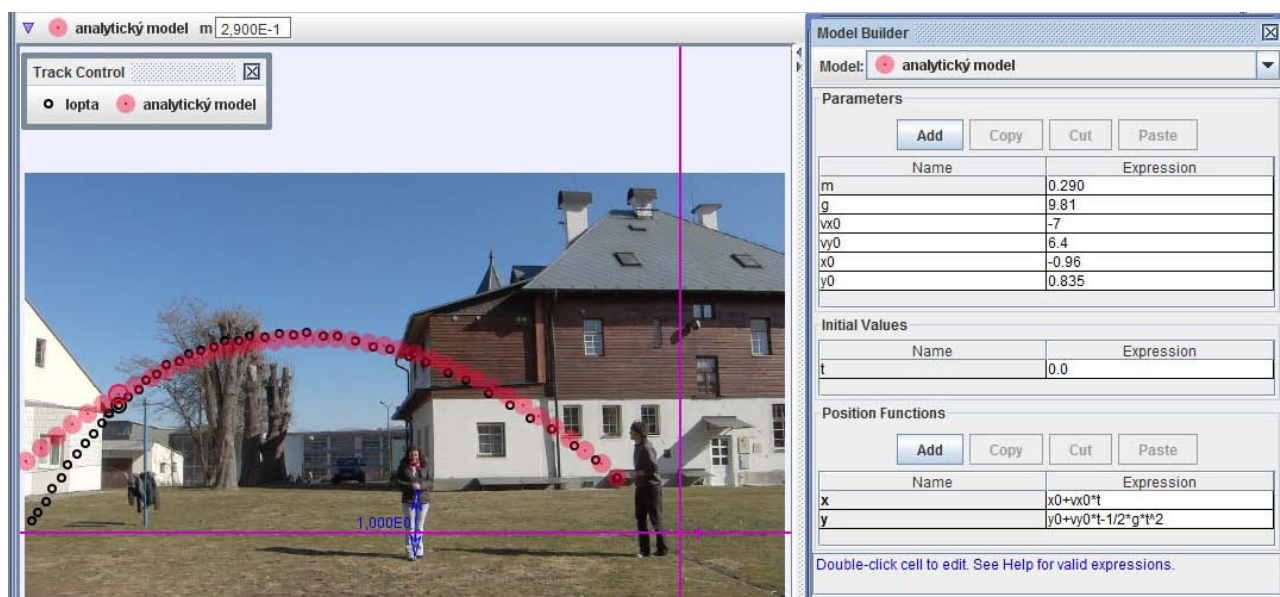 analytický model m 2,900E-1
Track Control
lopta analytický model
1,000E0
Model Builder
Model: analytický model
Parameters
Add Copy Cut Paste
Name Expression
m 0.290
g 9.81
vx0 -7
vy0 6.4
x0 -0.96
y0 0.835
Initial Values
Name Expression
t 0.0
Position Functions
Add Copy Cut Paste
Name Expression
x x0+vx0*t
y y0+vy0*t-1/2*g*t^2
Double-click cell to edit. See Help for valid expressions.